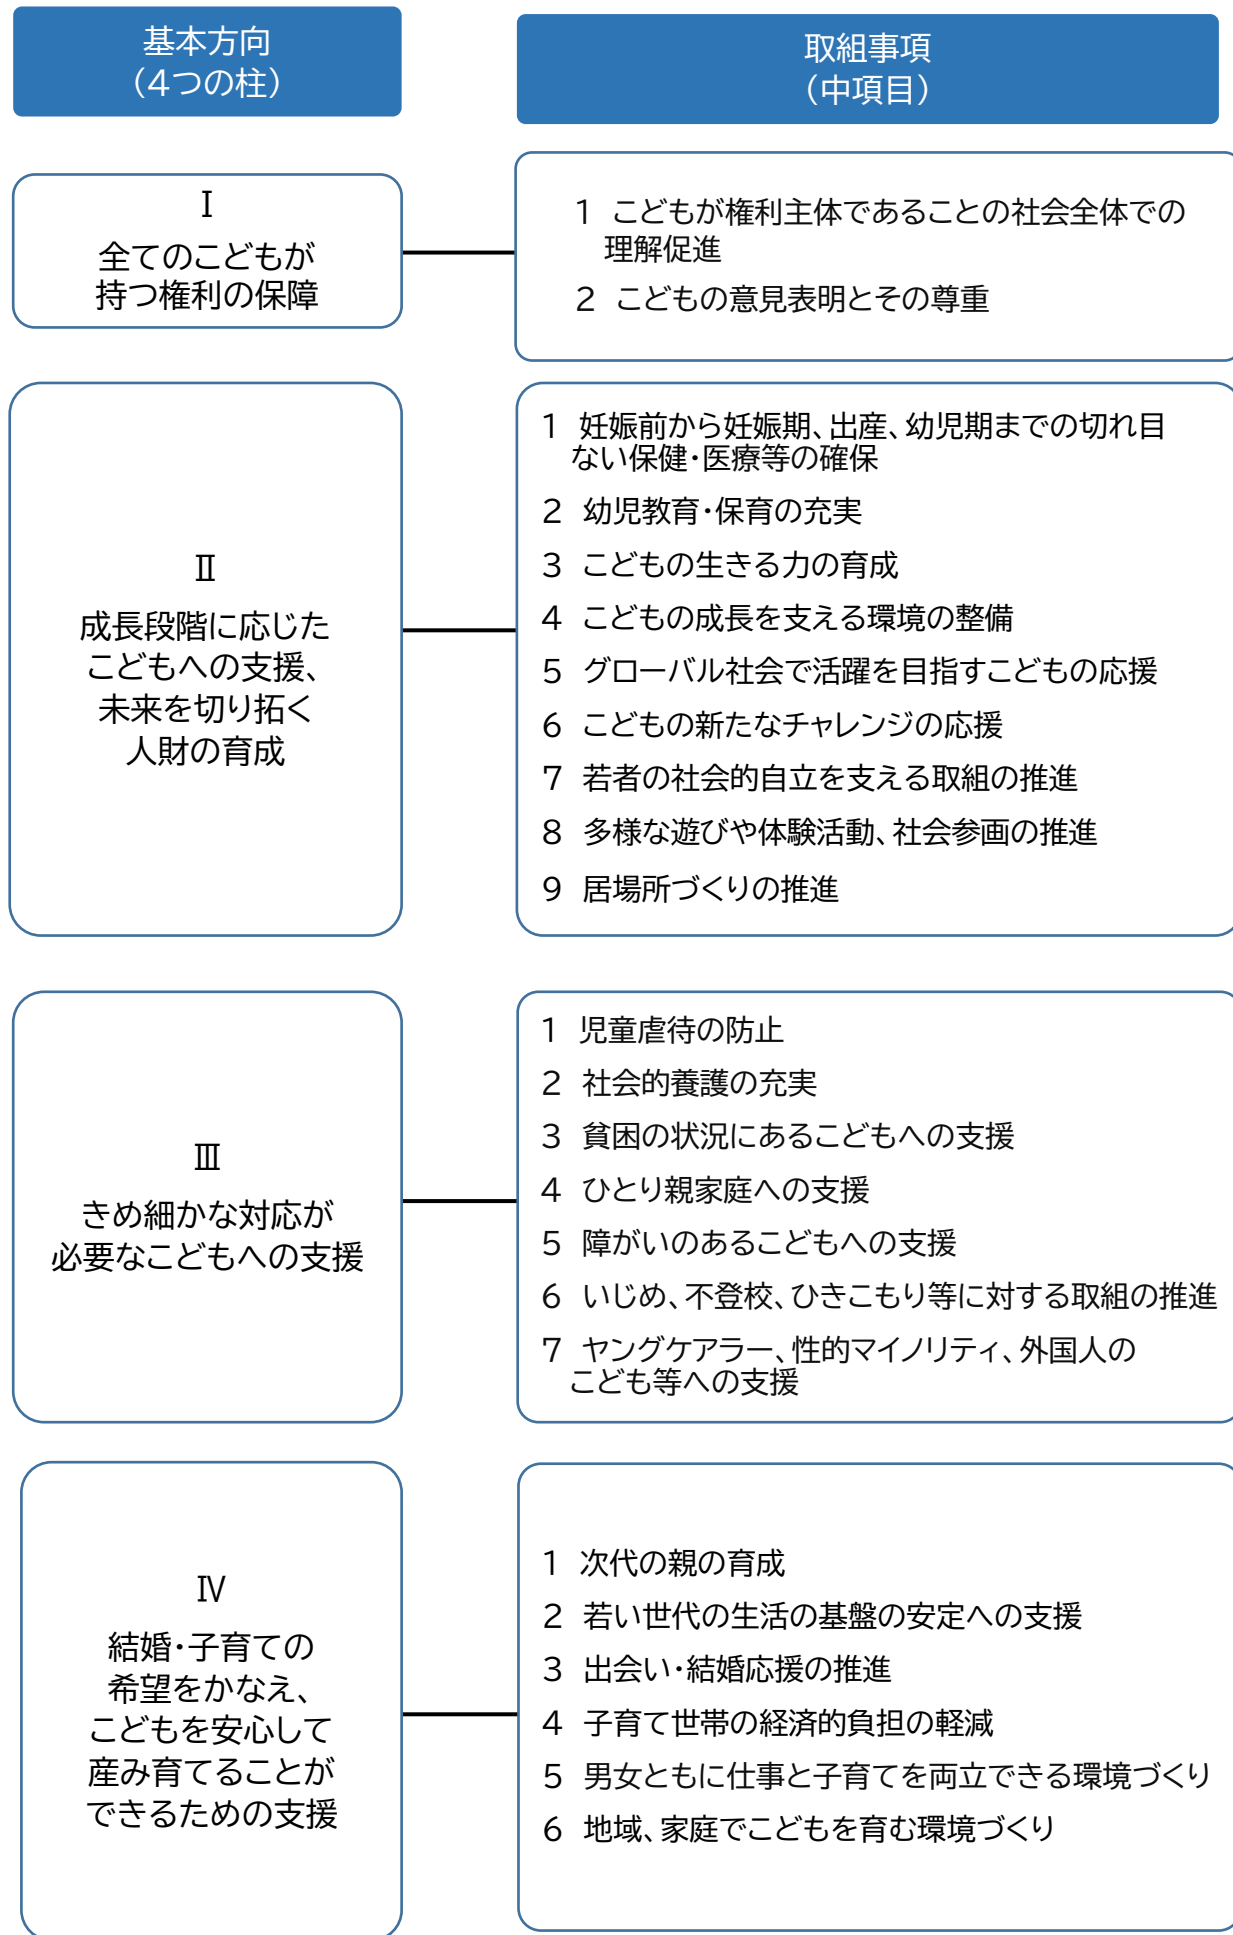 基本方向
（4つの柱）
取組事項
（中項目）
Ⅰ
全てのこどもが
持つ権利の保障
1 こどもが権利主体であることの社会全体での
理解促進
2 こどもの意見表明とその尊重
Ⅱ
成長段階に応じた
こどもへの支援、
未来を切り拓く
人財の育成
1 妊娠前から妊娠期、出産、幼児期までの切れ目
ない保健・医療等の確保
2 幼児教育・保育の充実
3 こどもの生きる力の育成
4 こどもの成長を支える環境の整備
5 グローバル社会で活躍を目指すこどもの応援
6 こどもの新たなチャレンジの応援
7 若者の社会的自立を支える取組の推進
8 多様な遊びや体験活動、社会参画の推進
9 居場所づくりの推進
Ⅲ
きめ細かな対応が
必要なこどもへの支援
1 児童虐待の防止
2 社会的養護の充実
3 貧困の状況にあるこどもへの支援
4 ひとり親家庭への支援
5 障がいのあるこどもへの支援
6 いじめ、不登校、ひきこもり等に対する取組の推進
7 ヤングケアラー、性的マイノリティ、外国人の
こども等への支援
Ⅳ
結婚・子育ての
希望をかなえ、
こどもを安心して
産み育てることが
できるための支援
1 次代の親の育成
2 若い世代の生活の基盤の安定への支援
3 出会い・結婚応援の推進
4 子育て世帯の経済的負担の軽減
5 男女ともに仕事と子育てを両立できる環境づくり
6 地域、家庭でこどもを育む環境づくり